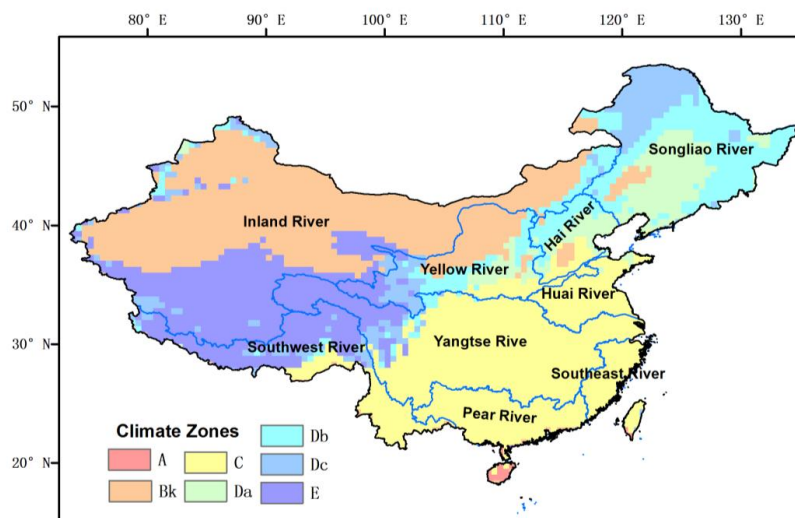 80° E 90° E 100° E 110° E 120° E 130° E
50° N
40° N
30° N
20° N
Songliao River
Inland River
Hai River
Yellow River
Huai River
Southwest River
Yangtse Rive
Southeast River
Pear River
Climate Zones
A C Db
Bk Da Dc
E